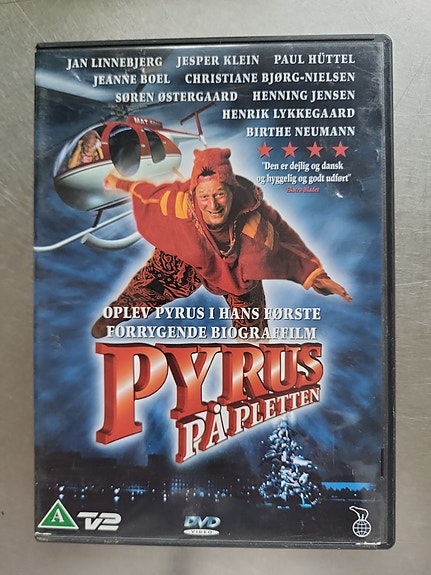 JAN LINNEBJERG JESPER KLEIN PAUL HÜTTEL
JEANNE BOEL CHRISTIANE BJØRG-NIELSEN
SØREN ØSTERGAARD HENNING JENSEN
HENRIK LYKKEGAARD
BIRTHE NEUMANN
"Den er dejlig og dansk
og hyggelig og godt udført"
Ekstra Bladet
OPLEV PYRUS I HANS FØRSTE
FORRYGENDE BIOGRAFFILM
PYRUS
PÅ PLETTEN
A TV2 DVD
VIDEO